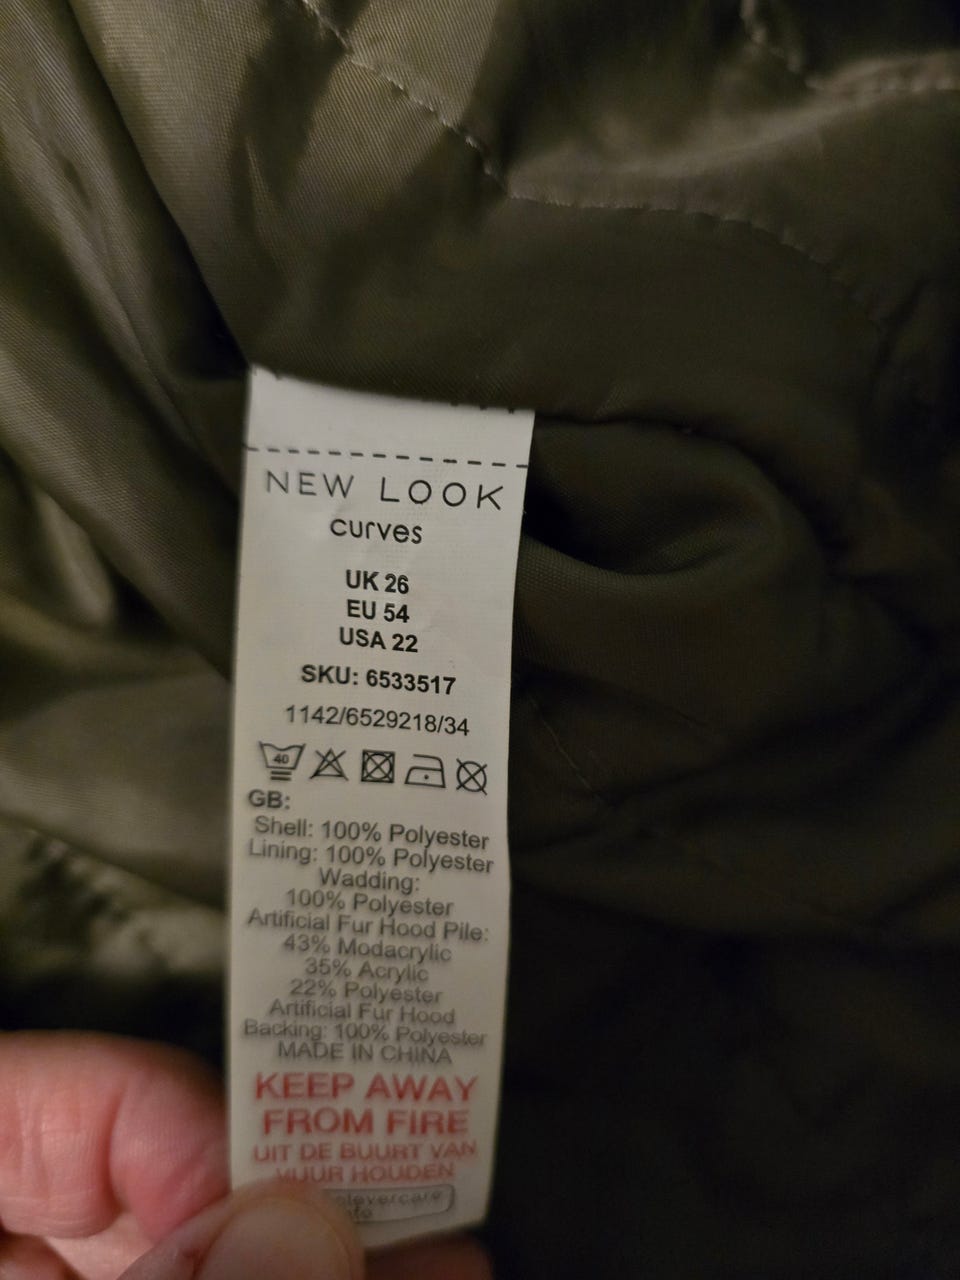 NEW LOOK
curves
UK 26
EU 54
USA 22
SKU: 6533517
1142/6529218/34
40
GB:
Shell: 100% Polyester
Lining: 100% Polyester
Wadding:
100% Polyester
Artificial Fur Hood Pile:
43% Modacrylic
35% Acrylic
22% Polyester
Artificial Fur Hood
Backing: 100% Polyester
MADE IN CHINA
KEEP AWAY
FROM FIRE
UIT DE BUURT VAN
VUUR HOUDEN
clevercare